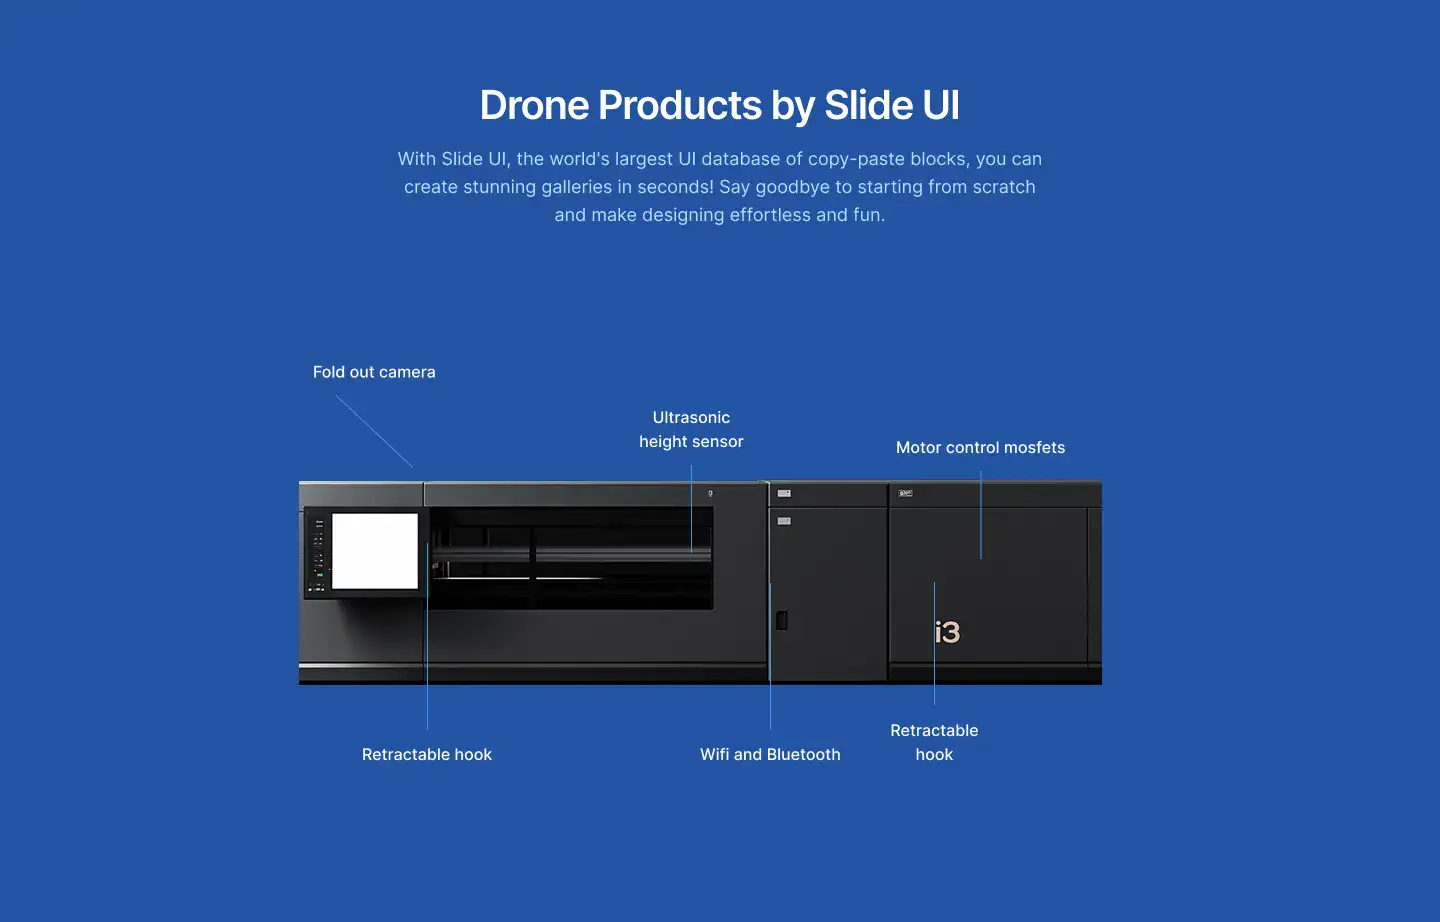 Drone Products by Slide UI
With Slide UI, the world's largest UI database of copy-paste blocks, you can
create stunning galleries in seconds! Say goodbye to starting from scratch
and make designing effortless and fun.
Fold out camera
Ultrasonic
height sensor
Motor control mosfets
i3
Retractable hook
Wifi and Bluetooth
Retractable
hook